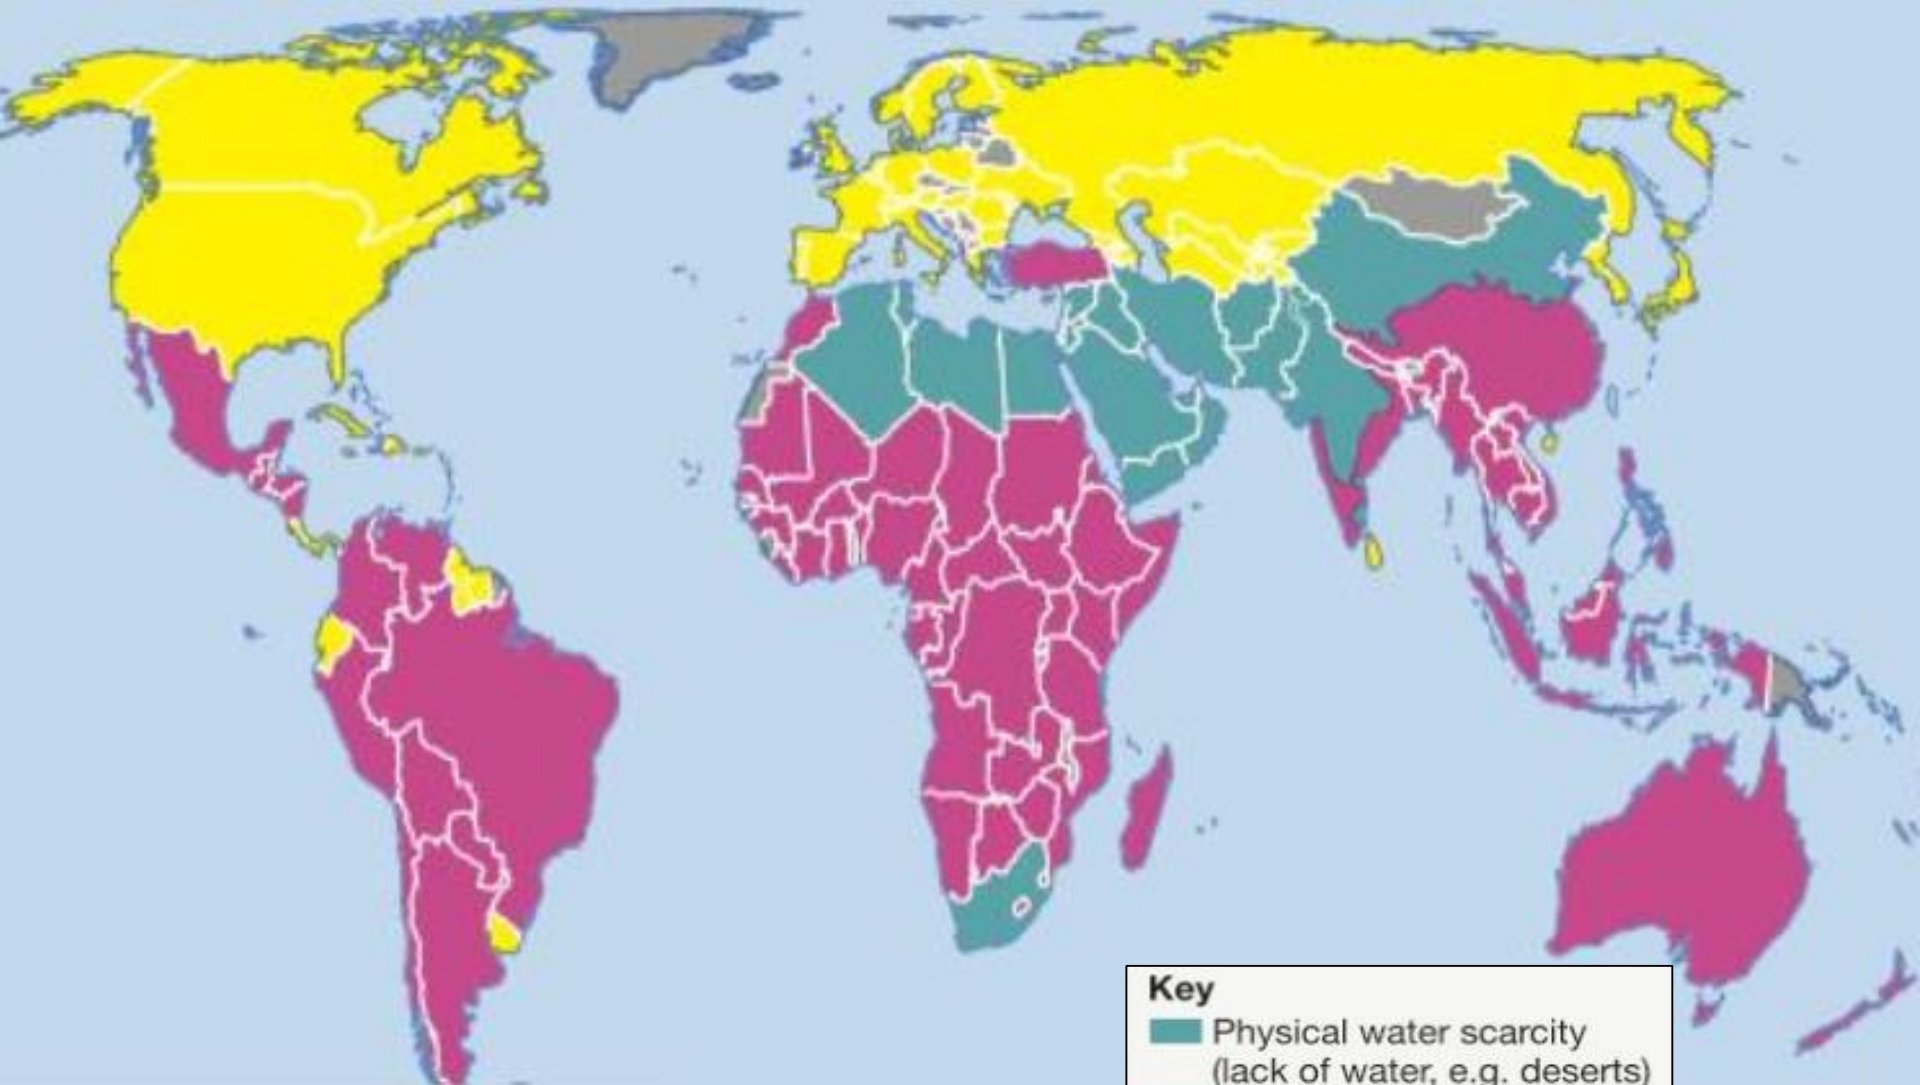 Key
Physical water scarcity
(lack of water, e.g. deserts)